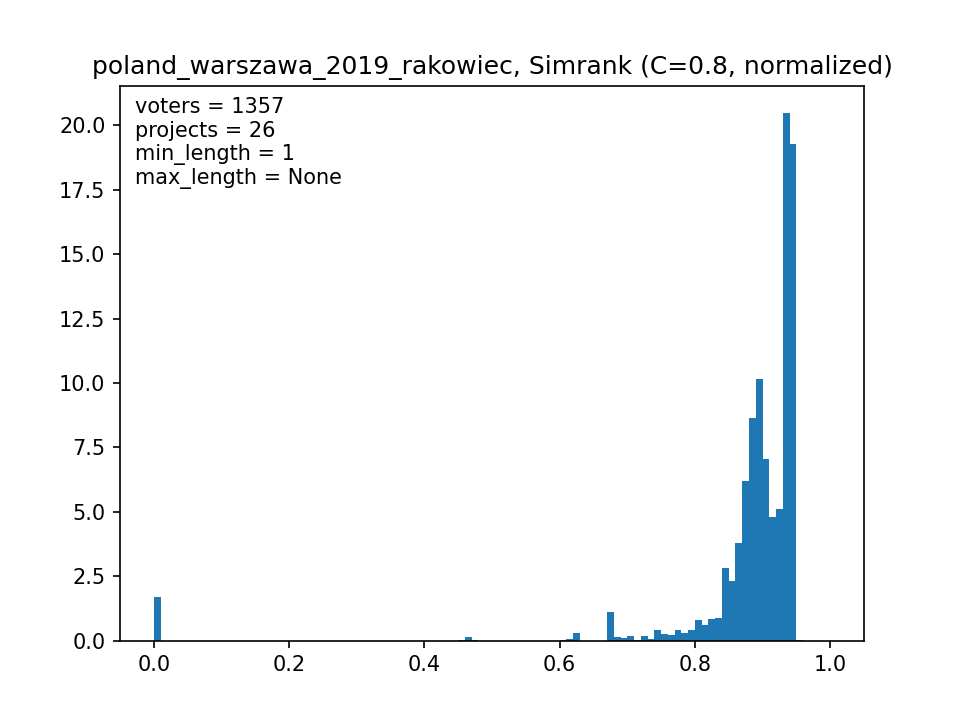 poland_warszawa_2019_rakowiec, Simrank (C=0.8, normalized)
voters = 1357
projects = 26
min_length = 1
max_length = None
20.0
17.5
15.0
12.5
10.0
7.5
5.0
2.5
0.0
0.0 0.2 0.4 0.6 0.8 1.0